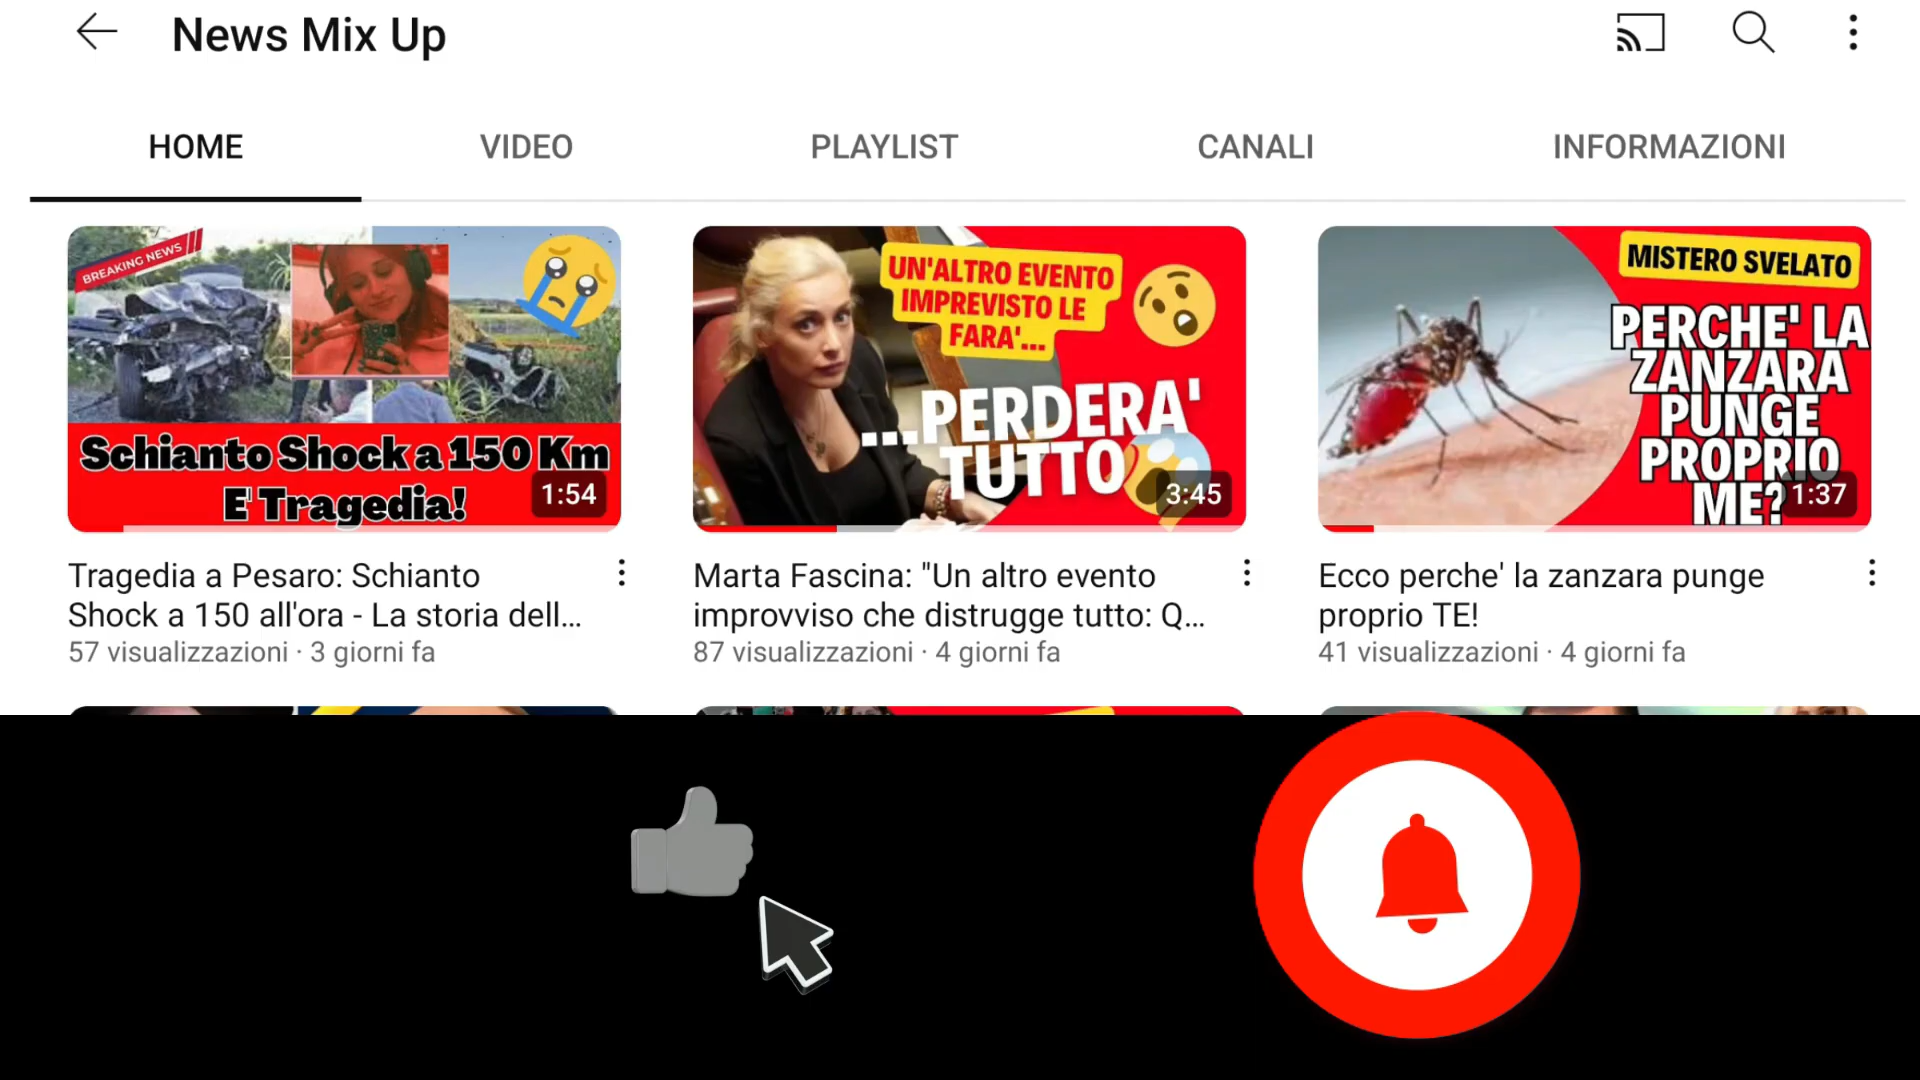 News Mix Up
HOME
VIDEO
PLAYLIST
CANALI
INFORMAZIONI
BREAKING NEWS
Schianto Shock a 150 Km
E' Tragedia!
1:54
UN'ALTRO EVENTO
IMPREVISTO LE
FARA'...
...PERDERA'
TUTTO
3:45
MISTERO SVELATO
PERCHE' LA
ZANZARA
PUNGE
PROPRIO
ME?
1:37
Tragedia a Pesaro: Schianto
Shock a 150 all'ora - La storia dell...
57 visualizzazioni · 3 giorni fa
Marta Fascina: "Un altro evento
improvviso che distrugge tutto: Q...
87 visualizzazioni · 4 giorni fa
Ecco perche' la zanzara punge
proprio TE!
41 visualizzazioni · 4 giorni fa